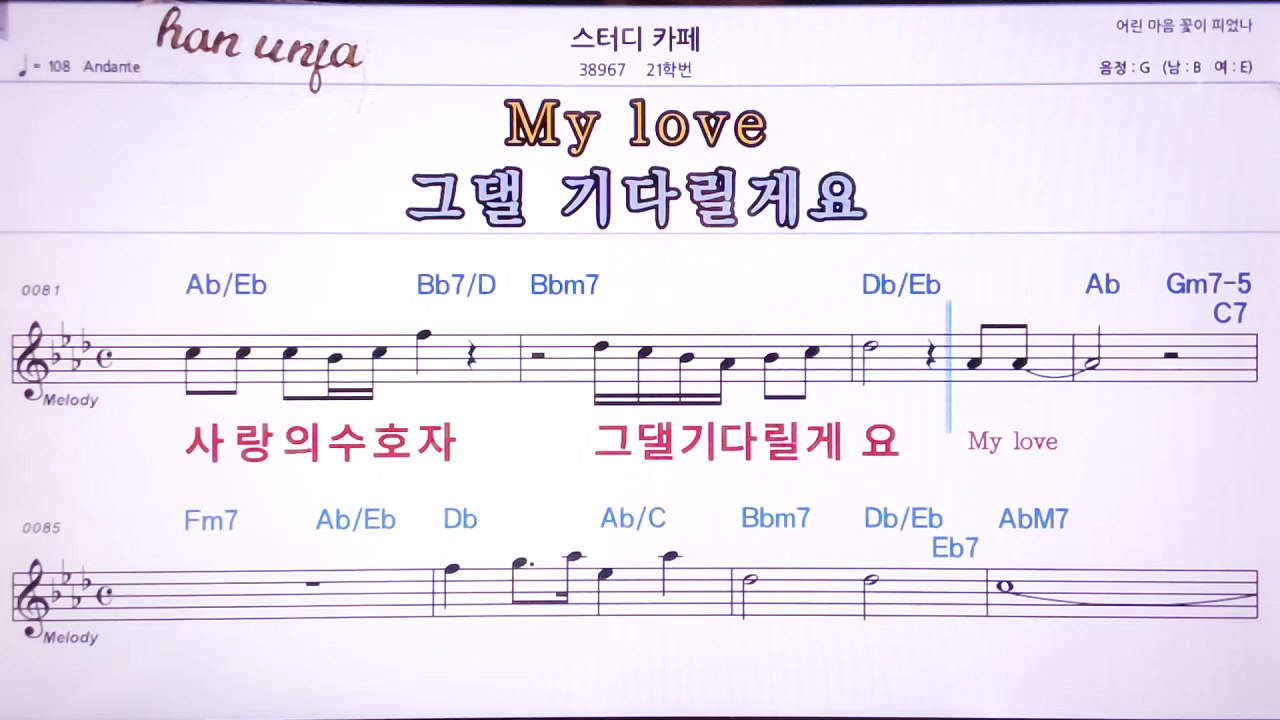 han unja
스터디 카페
어린 마음 꽃이 피었나
♩= 108 Andante
38967 21학번
음정 : G (남 : B 여 : E)
My love
그댈 기다릴게요
0081 Ab/Eb Bb7/D Bbm7 Db/Eb Ab Gm7-5
C7
Melody
사랑의수호자 그댈기다릴게 요 My love
0085 Fm7 Ab/Eb Db Ab/C Bbm7 Db/Eb AbM7
Eb7
Melody